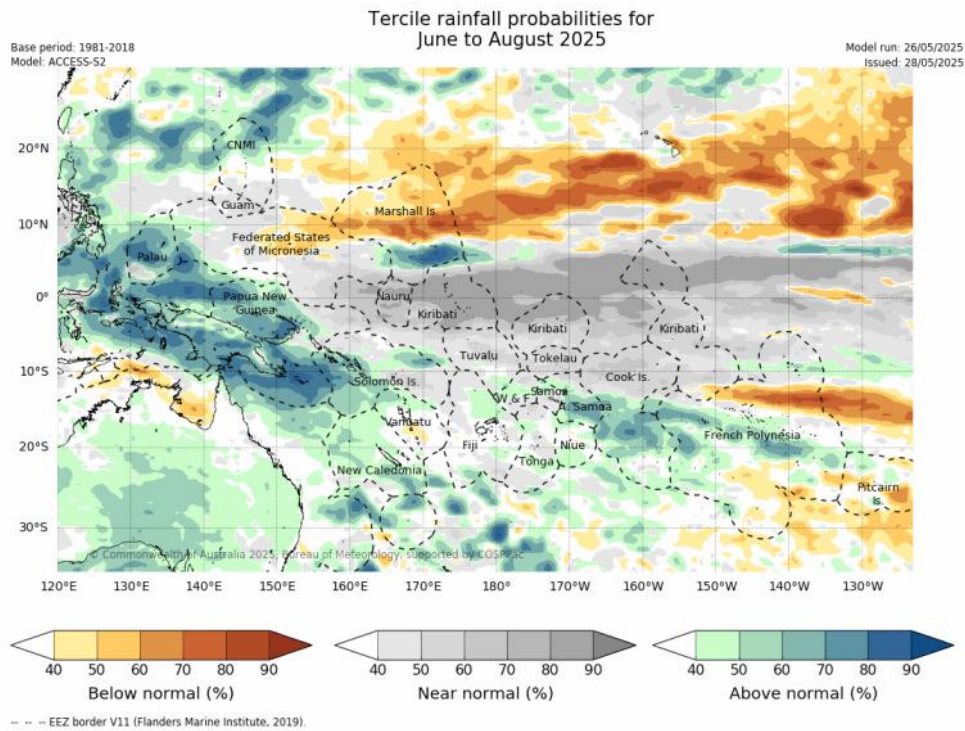 Tercile rainfall probabilities for
June to August 2025
Base period: 1981-2018
Model: ACCESS-S2
Model run: 26/05/2025
Issued: 28/05/2025
20°N
10°N
0°
10°S
20°S
30°S
CNMI
Guam
Marshall Is.
Federated States
of Micronesia
Palau
Papua New
Guinea
Nauru
Kiribati
Kiribati
Kiribati
Tuvalu
Tokelau
Solomon Is.
Cook Is.
W & F
Samoa
A. Samoa
Vanuatu
Fiji
Niue
French Polynesia
Tonga
New Caledonia
Pitcairn
Is.
© Commonwealth of Australia 2025, Bureau of Meteorology, supported by COSPPac
120°E 130°E 140°E 150°E 160°E 170°E 180° 170°W 160°W 150°W 140°W 130°W
40 50 60 70 80 90
Below normal (%)
40 50 60 70 80 90
Near normal (%)
40 50 60 70 80 90
Above normal (%)
-- -- -- EEZ border V11 (Flanders Marine Institute, 2019).